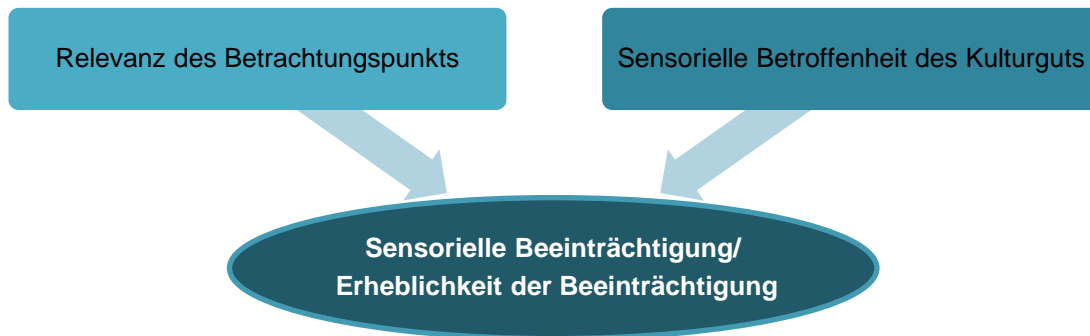 Relevanz des Betrachtungspunkts
Sensorielle Betroffenheit des Kulturguts
Sensorielle Beeinträchtigung/
Erheblichkeit der Beeinträchtigung